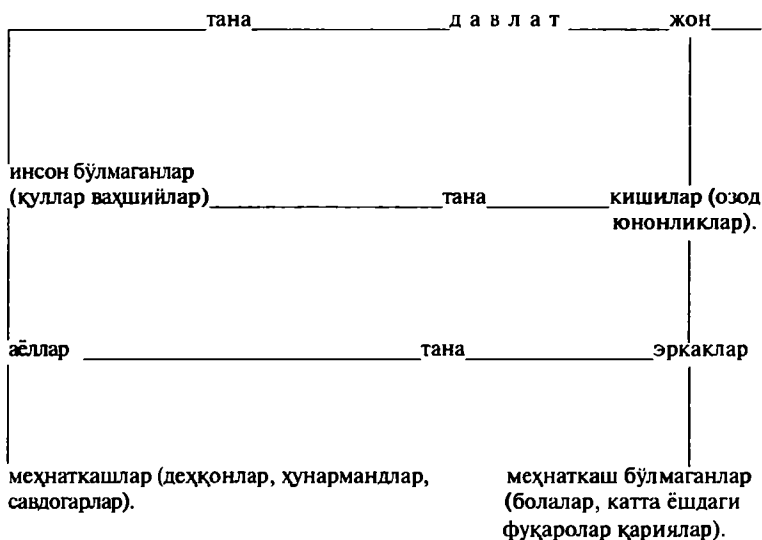 тана д а в л а т жон
инсон бўлмаганлар
(қуллар ваҳшийлар) тана кишилар (озод
юнонликлар).
аёллар тана эркаклар
меҳнаткашлар (деҳқонлар, ҳунармандлар, меҳнаткаш бўлмаганлар
савдогарлар). (болалар, катта ёшдаги
фуқаролар қариялар).